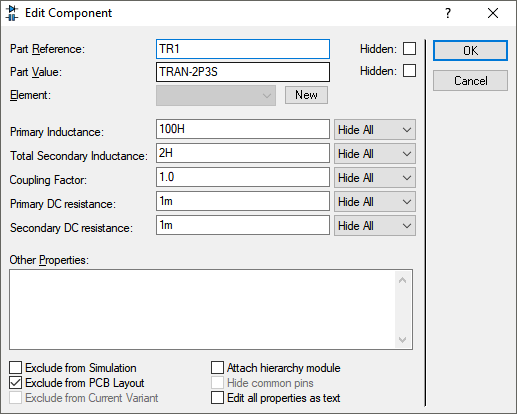 Edit Component
?
Part Reference: TR1 Hidden: OK
Part Value: TRAN-2P3S Hidden: Cancel
Element: New
Primary Inductance: 100H Hide All
Total Secondary Inductance: 2H Hide All
Coupling Factor: 1.0 Hide All
Primary DC resistance: 1m Hide All
Secondary DC resistance: 1m Hide All
Other Properties:
Exclude from Simulation Attach hierarchy module
Exclude from PCB Layout Hide common pins
Exclude from Current Variant Edit all properties as text